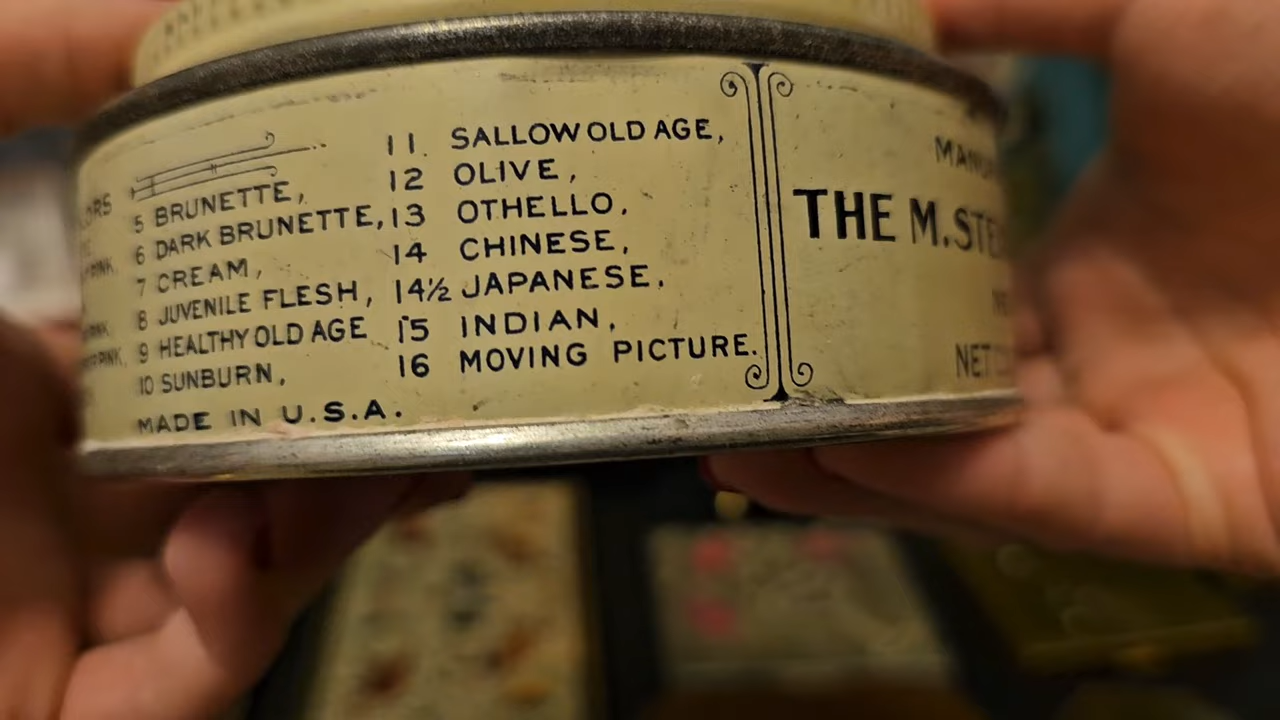 5 BRUNETTE,
6 DARK BRUNETTE,
7 CREAM,
8 JUVENILE FLESH,
9 HEALTHY OLD AGE
10 SUNBURN,
MADE IN U.S.A.
11 SALLOW OLD AGE,
12 OLIVE,
13 OTHELLO,
14 CHINESE,
14½ JAPANESE,
15 INDIAN,
16 MOVING PICTURE.
THE M.
NET